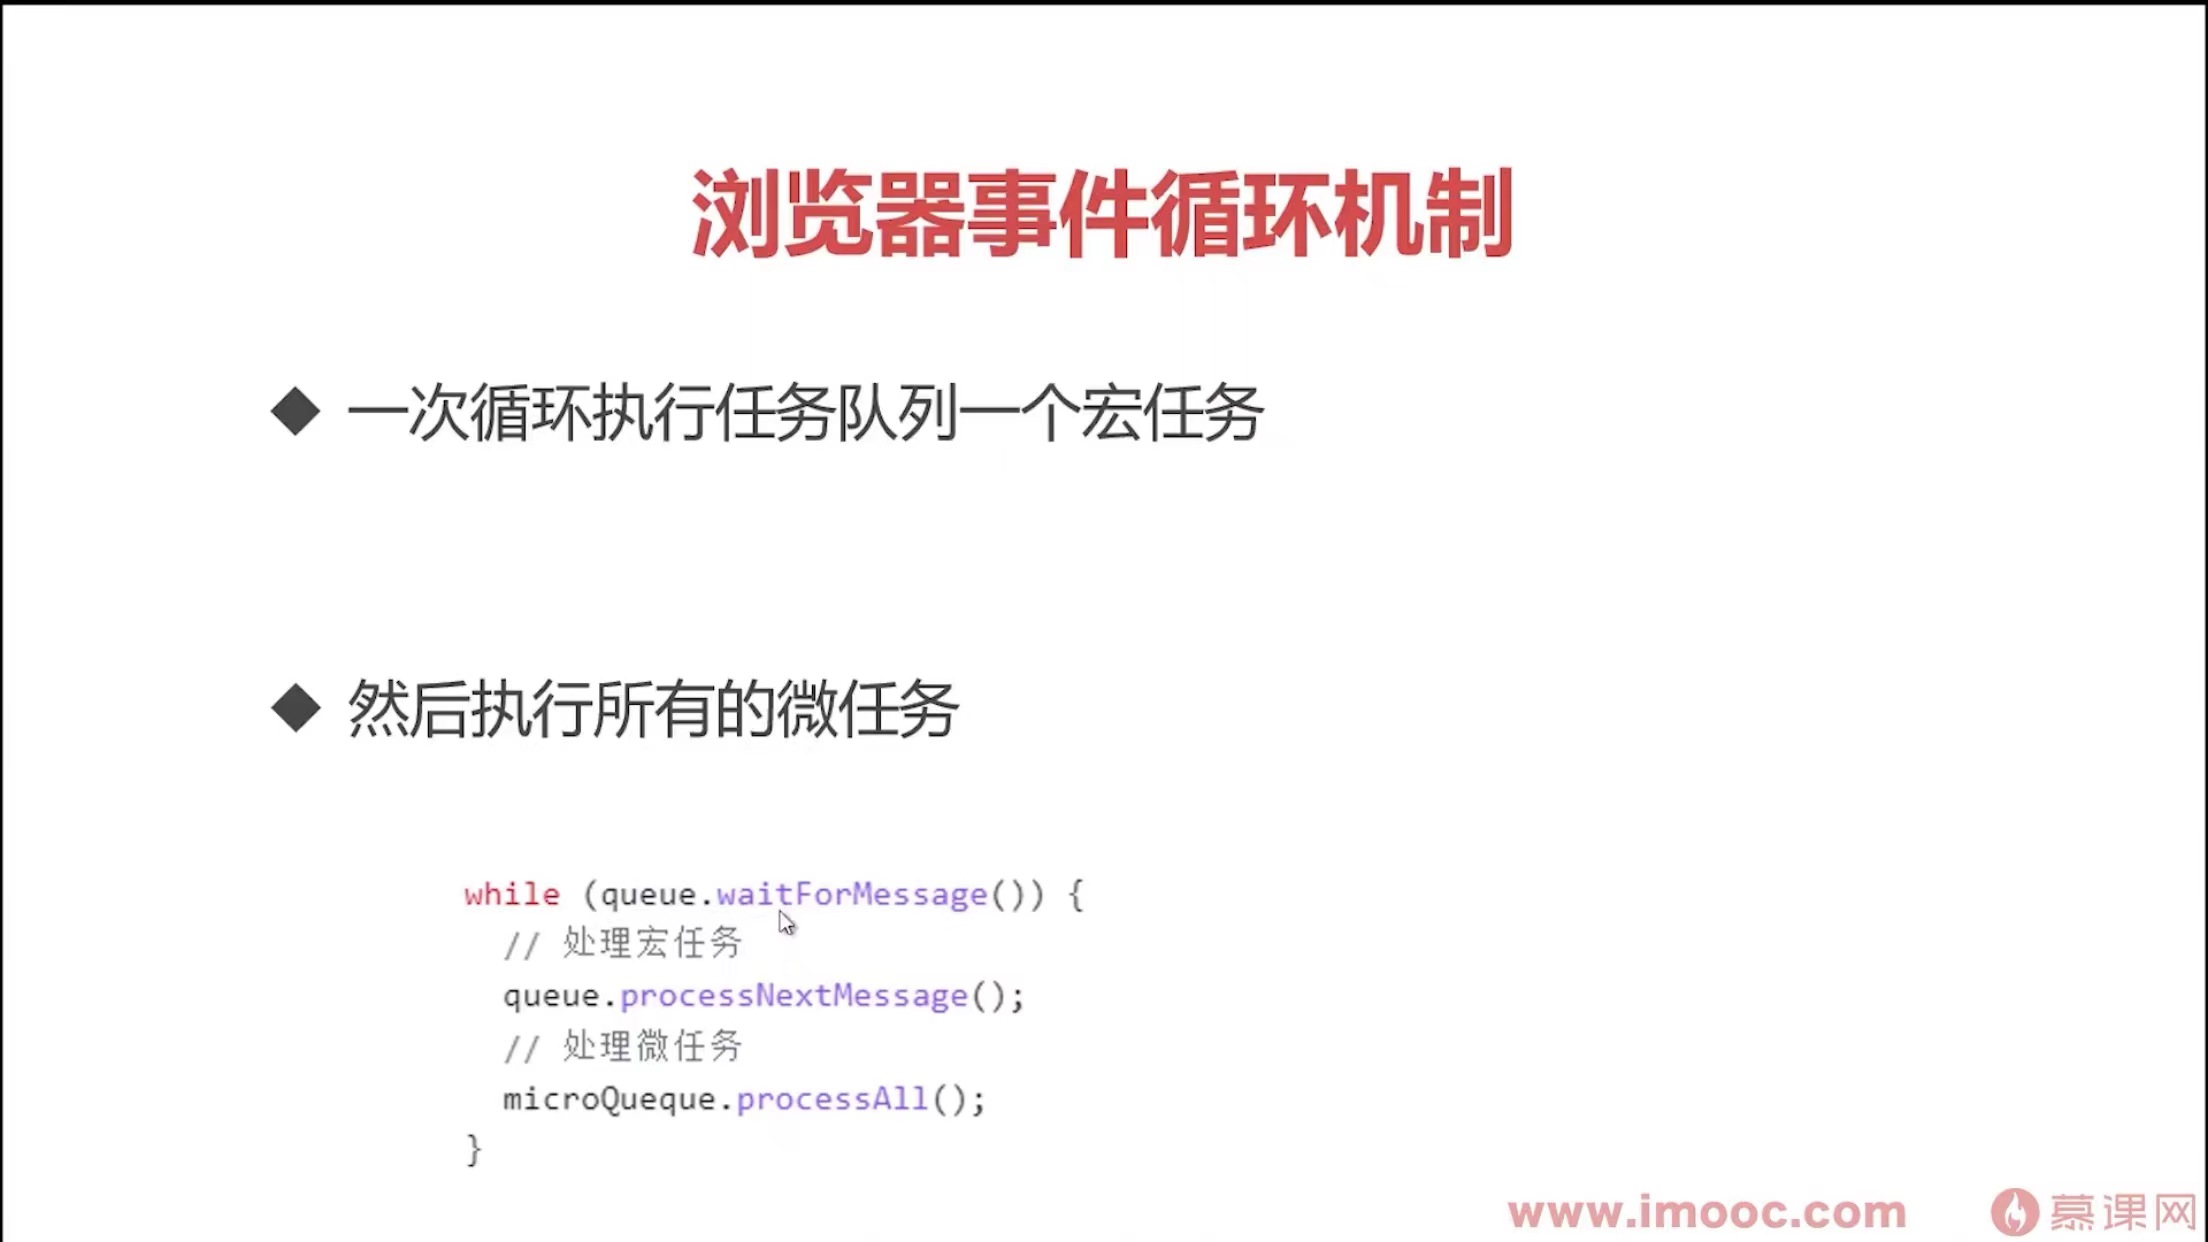 浏览器事件循环机制
◆ 一次循环执行任务队列一个宏任务
◆ 然后执行所有的微任务
while (queue.waitForMessage()) {
// 处理宏任务
queue.processNextMessage();
// 处理微任务
microQueque.processAll();
}
www.imooc.com 慕课网